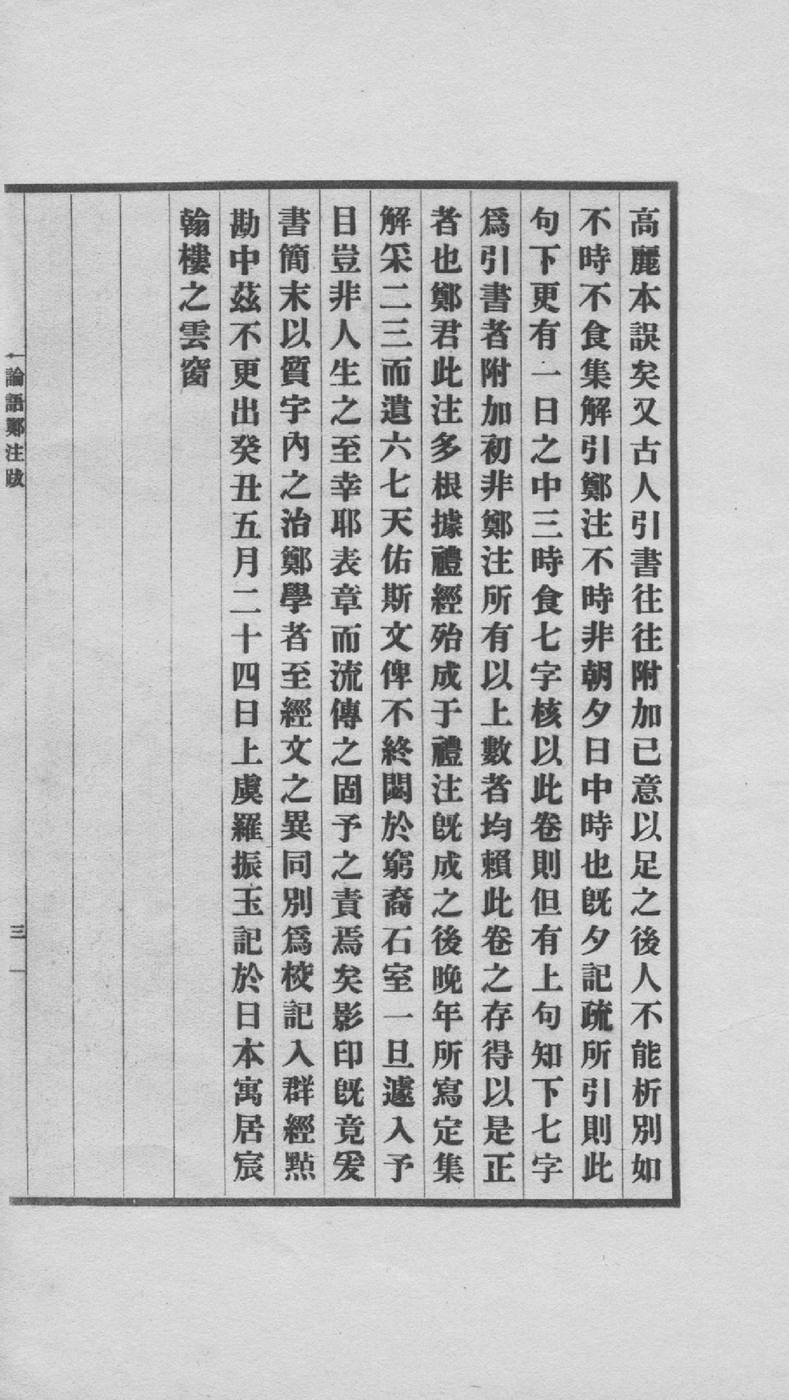 高麗本誤矣又古人引書往往附加已意以足之後人不能析別如
不時不食集解引鄭注不時非朝夕日中時也旣夕記疏所引則此
句下更有一日之中三時食七字核以此卷則但有上句知下七字
爲引書者附加初非鄭注所有以上數者均賴此卷之存得以是正
者也鄭君此注多根據禮經殆成于禮注旣成之後晚年所寫定集
解采二三而遺六七天佑斯文俾不終閟於窮裔石室一旦遽入予
目豈非人生之至幸耶表章而流傳之固予之責焉矣影印旣竟爰
書簡末以質宇內之治鄭學者至經文之異同別爲校記入群經㸃
勘中茲不更出癸丑五月二十四日上虞羅振玉記於日本寓居宸
翰樓之雲窗
論語鄭注跋
三